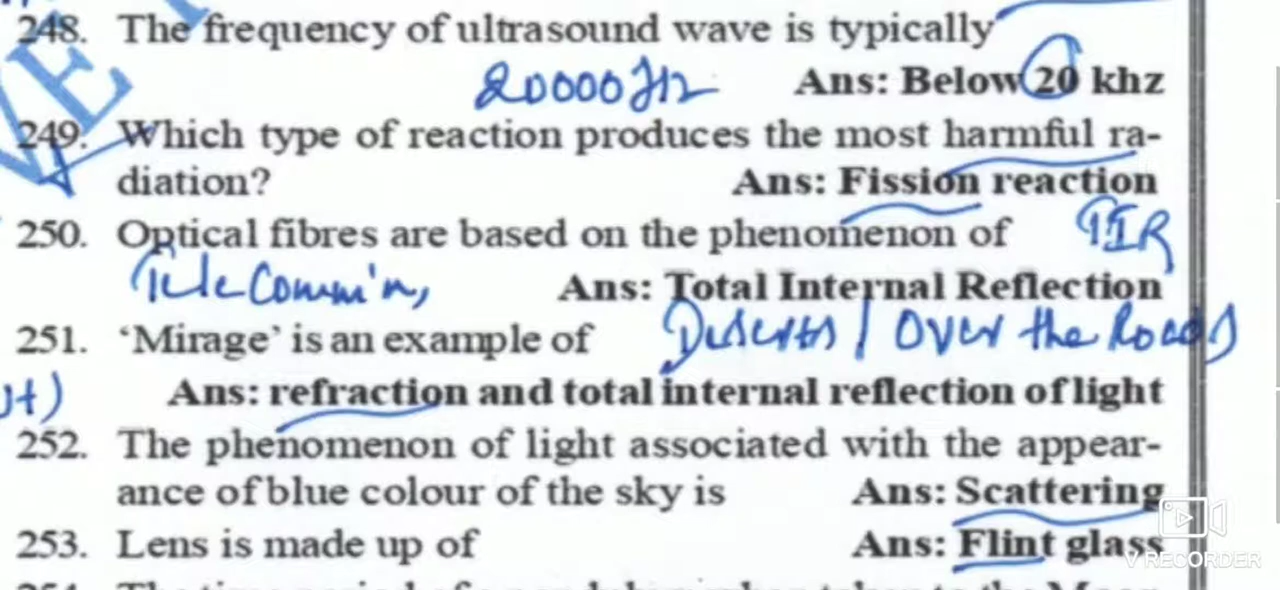 248. The frequency of ultrasound wave is typically
20000 Hz Ans: Below 20 khz
249. Which type of reaction produces the most harmful ra-
diation? Ans: Fission reaction
250. Optical fibres are based on the phenomenon of TIR
TeleCommi'n, Ans: Total Internal Reflection
251. ‘Mirage’ is an example of Deserts / Over the Roads
Ans: refraction and total internal reflection of light
252. The phenomenon of light associated with the appear-
ance of blue colour of the sky is Ans: Scattering
253. Lens is made up of Ans: Flint glass
V RECORDER